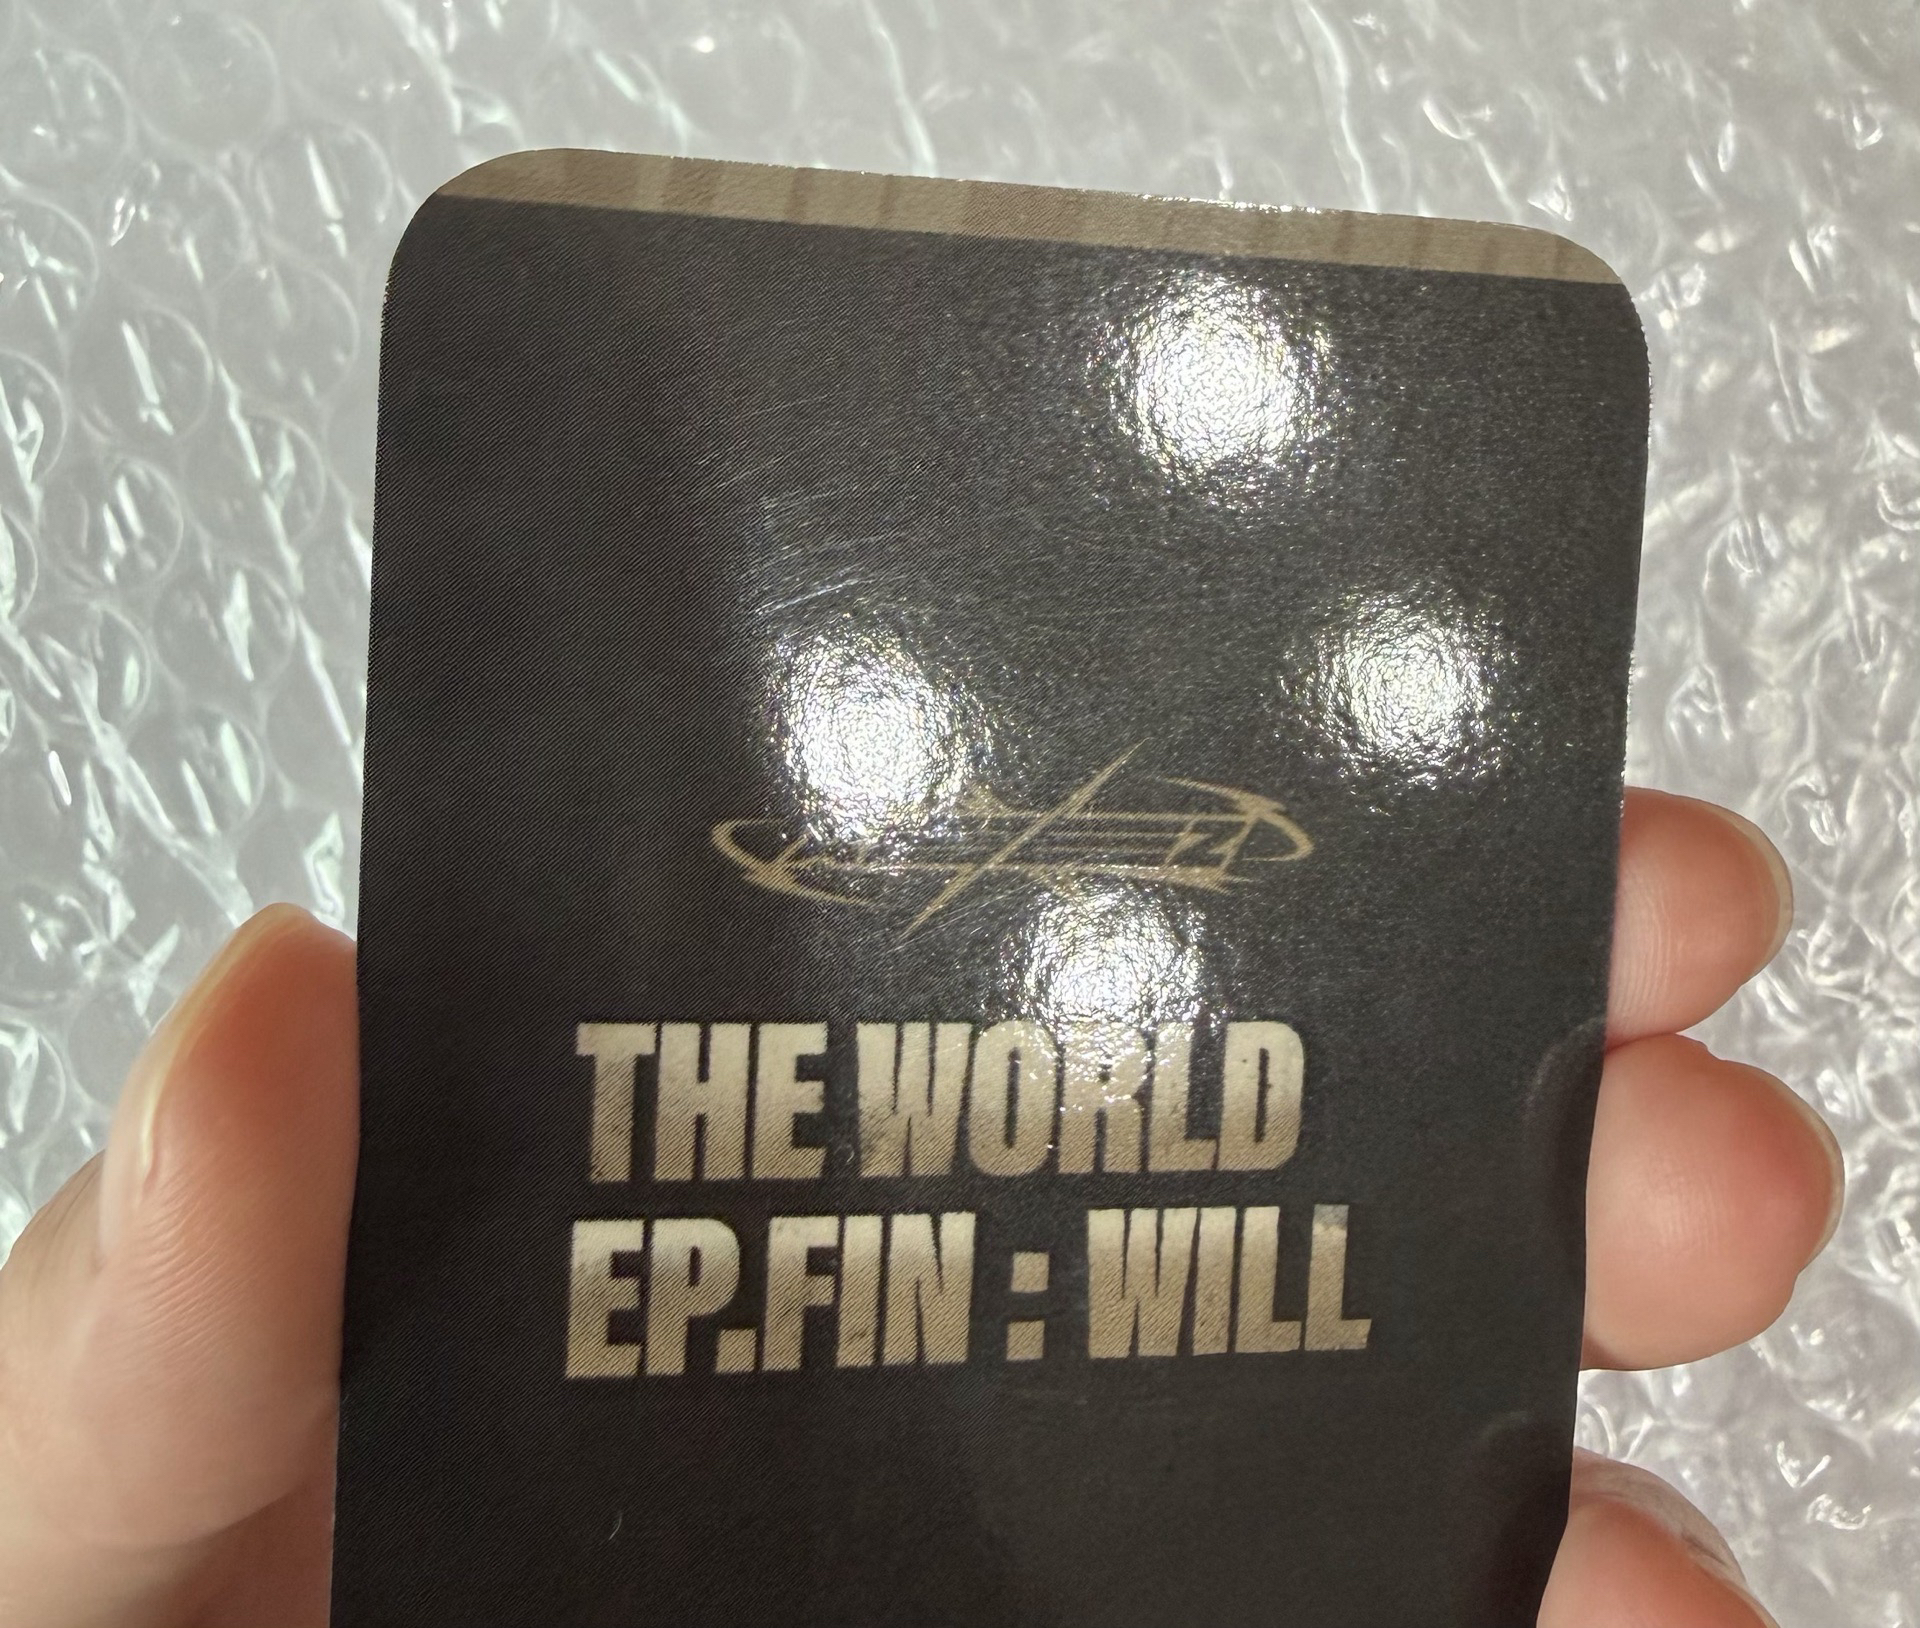 THE WORLD
EP.FIN : WILL